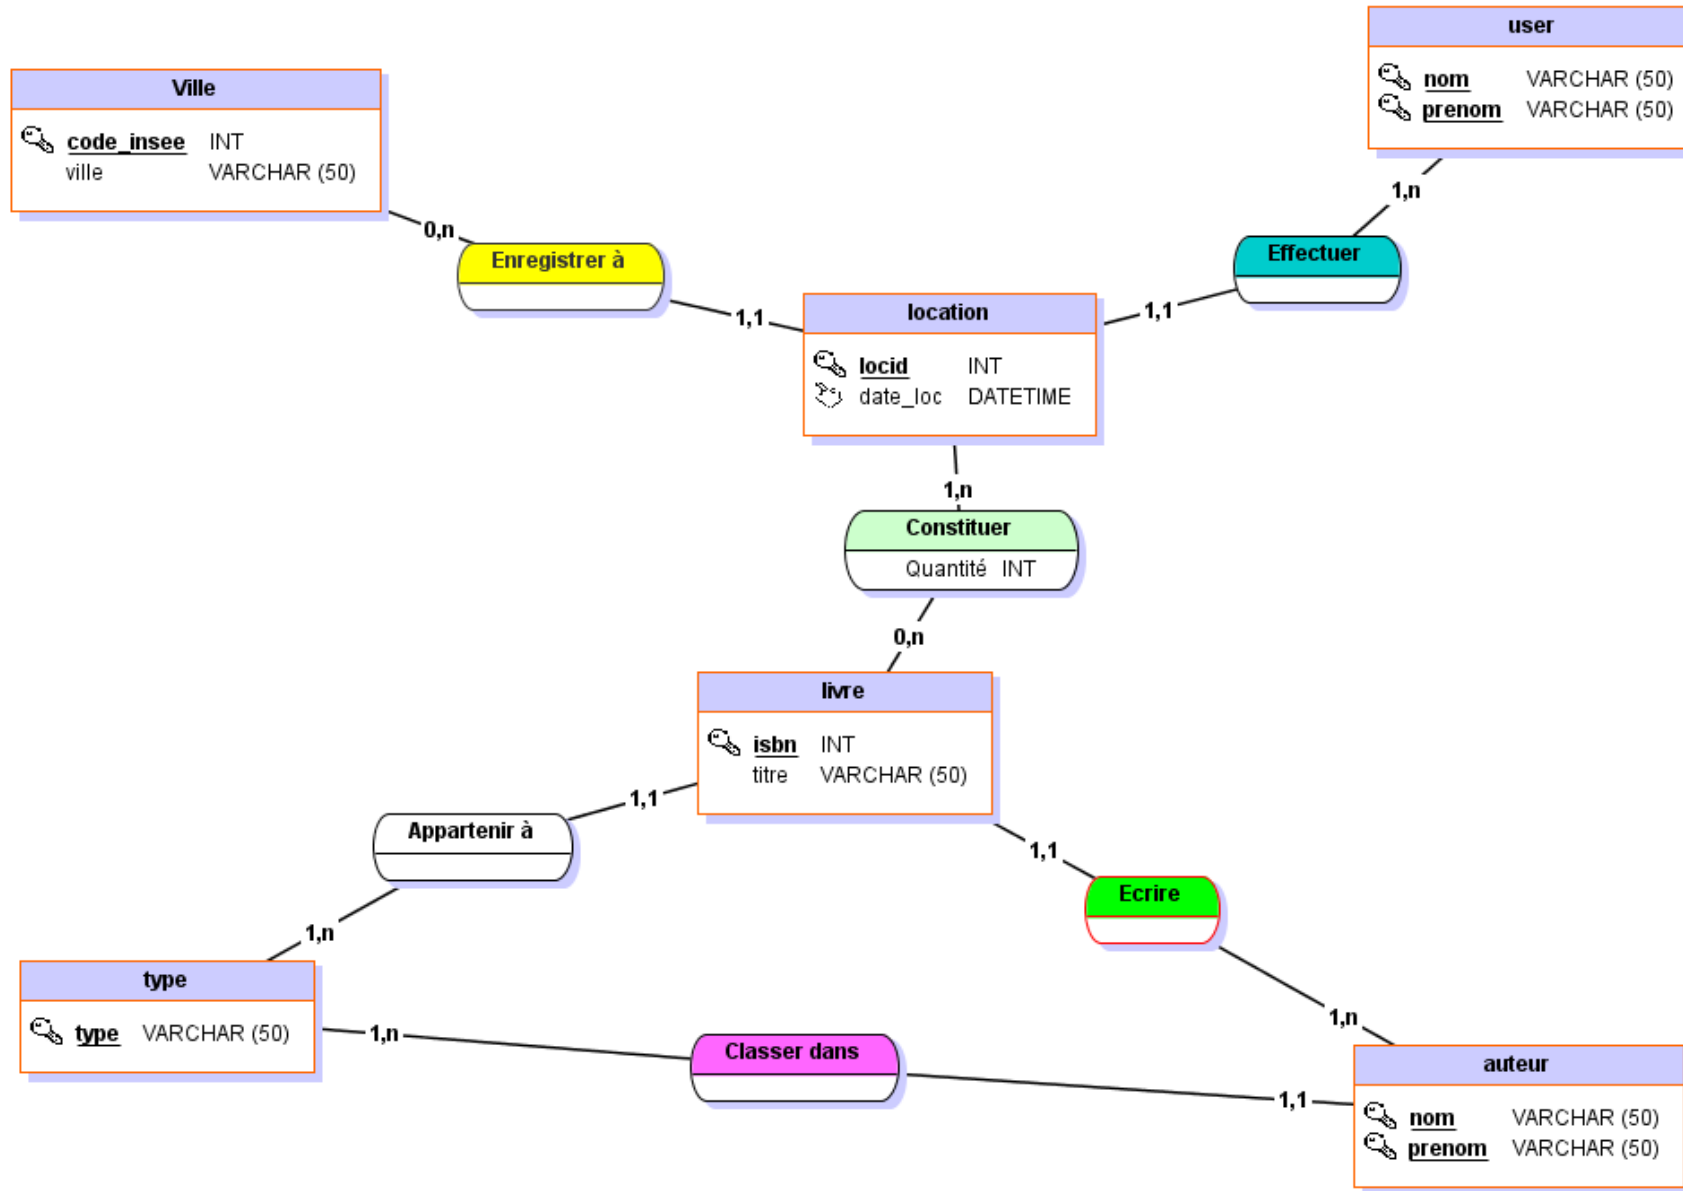 user
nom VARCHAR (50)
prenom VARCHAR (50)
Ville
code_insee INT
ville VARCHAR (50)
1,n
0,n
Enregistrer à
Effectuer
1,1
1,1
location
locid INT
date_loc DATETIME
1,n
Constituer
Quantité INT
0,n
livre
isbn INT
titre VARCHAR (50)
1,1
Appartenir à
1,1
Ecrire
1,n
type
type VARCHAR (50)
1,n
1,n
Classer dans
1,1
auteur
nom VARCHAR (50)
prenom VARCHAR (50)